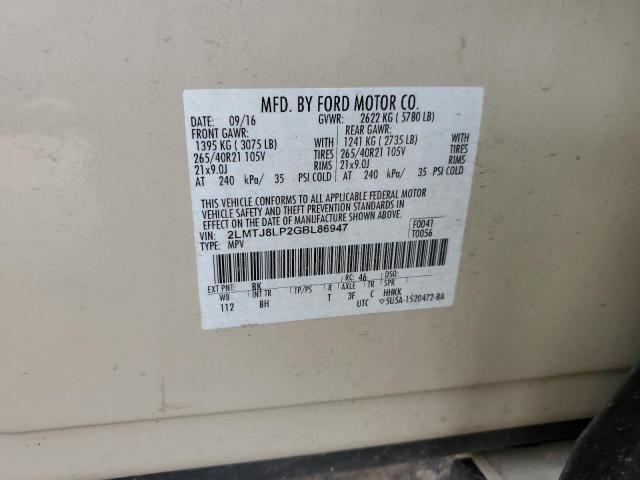 MFD. BY FORD MOTOR CO.
DATE: 09/16 GVWR: 2622 KG ( 5780 LB)
FRONT GAWR: REAR GAWR:
1395 KG ( 3075 LB) 1241 KG ( 2735 LB)
265/40R21 105V TIRES 265/40R21 105V TIRES
21x9.0J RIMS 21x9.0J RIMS
AT 240 kPa/ 35 PSI COLD AT 240 kPa/ 35 PSI COLD
THIS VEHICLE CONFORMS TO ALL APPLICABLE FEDERAL MOTOR
VEHICLE SAFETY AND THEFT PREVENTION STANDARDS IN
EFFECT ON THE DATE OF MANUFACTURE SHOWN ABOVE.
VIN: 2LMTJ8LP2GBL86947 F0041
TYPE: MPV T0056
EXT PNT: BK RC: 46 DSO:
WB INT TR TP/PS R AXLE TR SPR
112 BH T 3F C HHKK
UTC ▽5U5A-1520472-BA